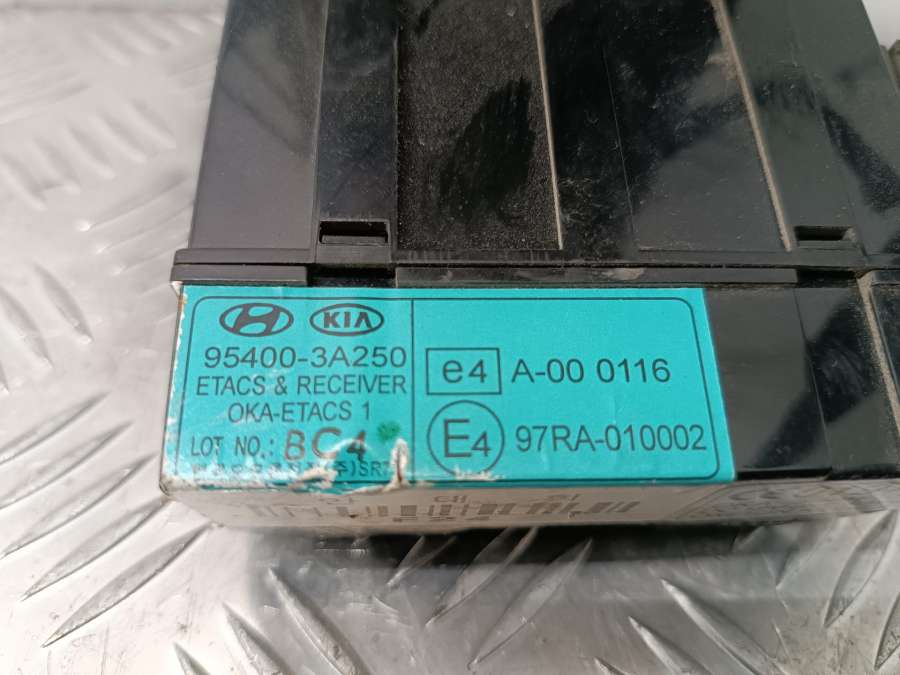 KIA
95400-3A250
ETACS & RECEIVER
OKA-ETACS 1
LOT NO.: BC4
e4 A-00 0116
E4 97RA-010002